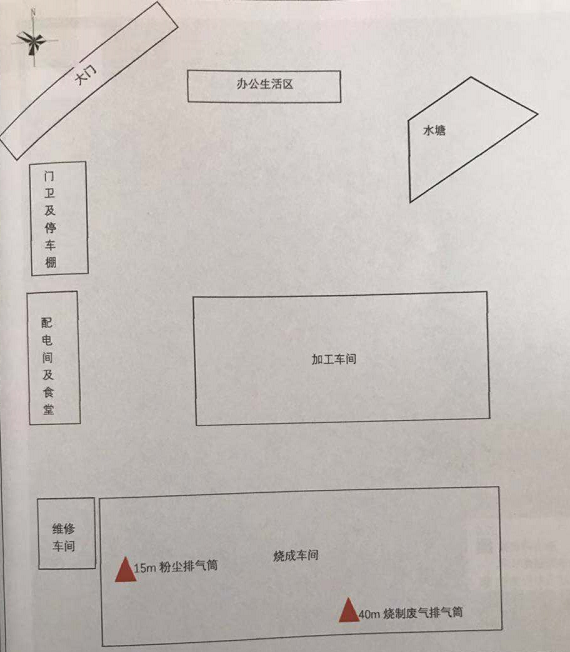 N
大门
办公生活区
水塘
门
卫
及
停
车
棚
配
电
间
及
食
堂
加工车间
维修
车间
烧成车间
15m 粉尘排气筒
40m 烧制废气排气筒